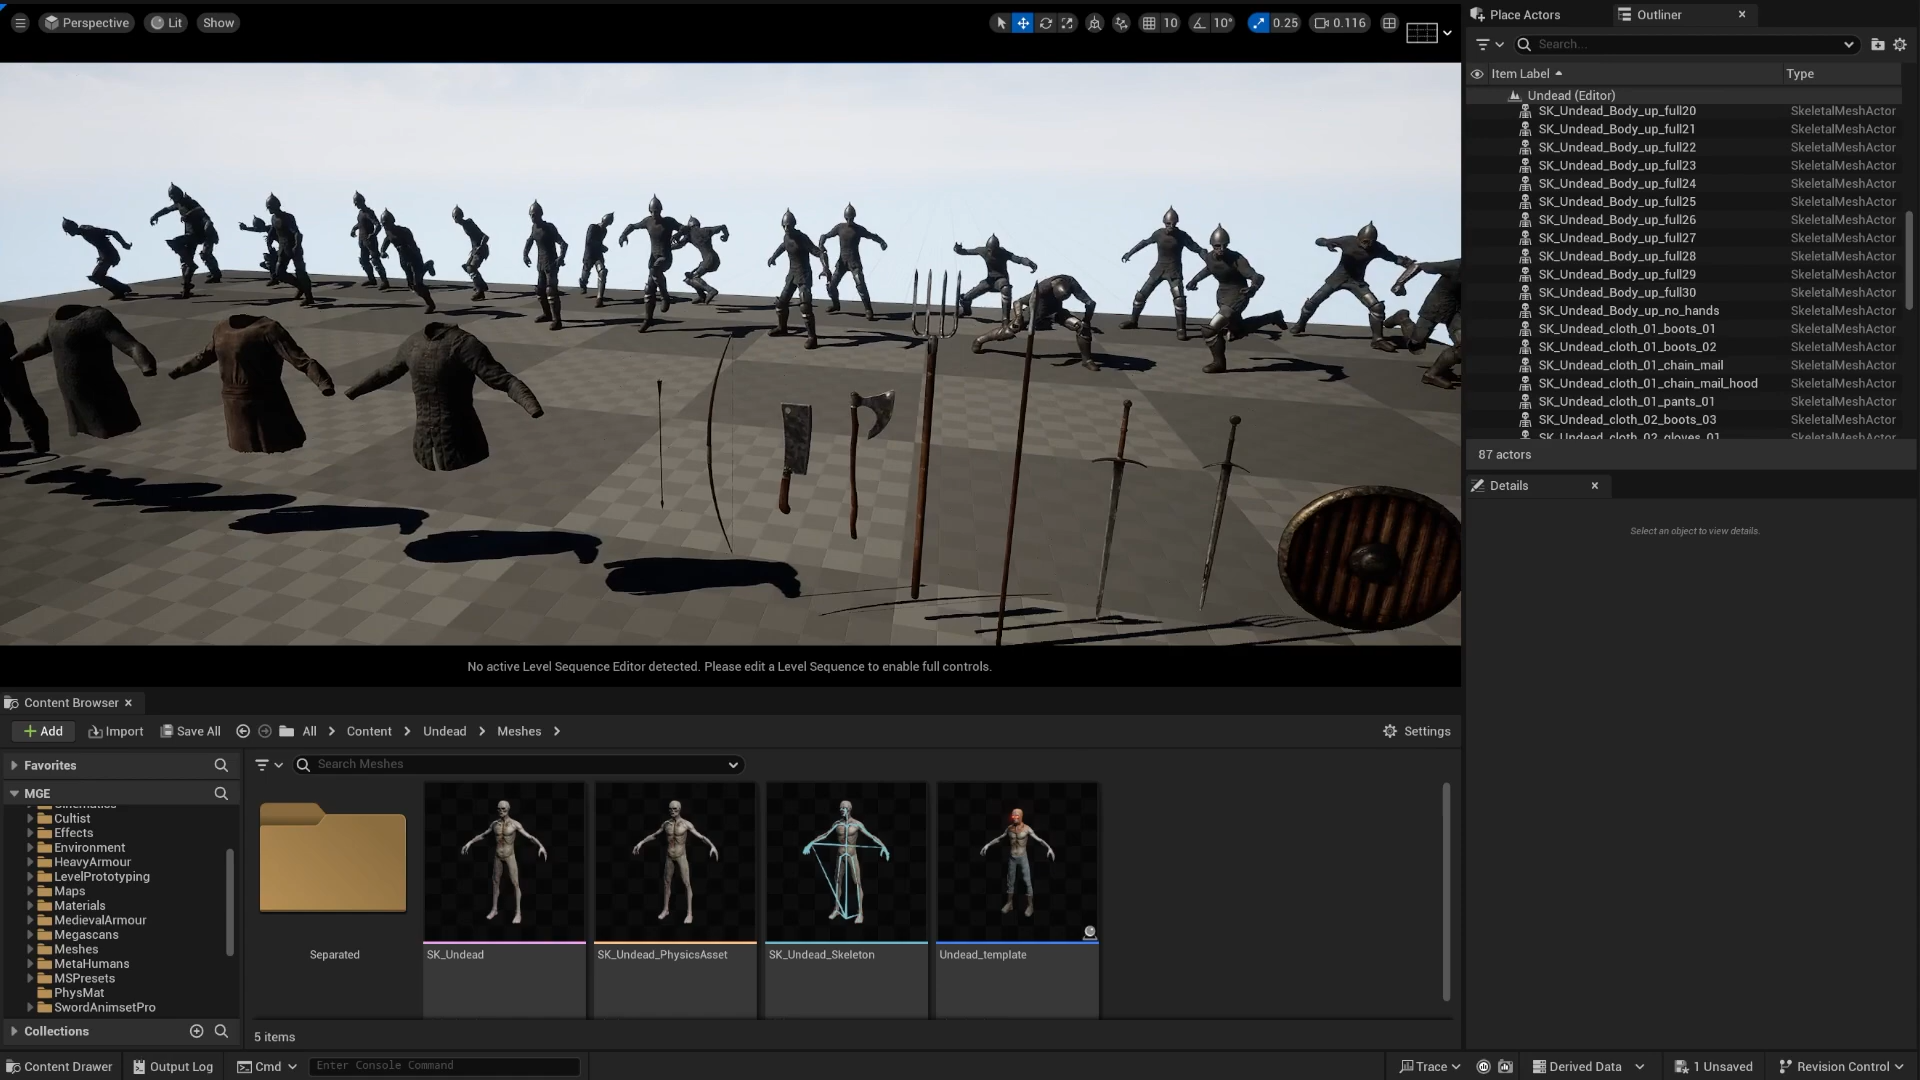 Perspective
Lit
Show
10
10°
0.25
0.116
Place Actors
Outliner
Search...
Item Label
Type
Undead (Editor)
SK_Undead_Body_up_full20 SkeletalMeshActor
SK_Undead_Body_up_full21 SkeletalMeshActor
SK_Undead_Body_up_full22 SkeletalMeshActor
SK_Undead_Body_up_full23 SkeletalMeshActor
SK_Undead_Body_up_full24 SkeletalMeshActor
SK_Undead_Body_up_full25 SkeletalMeshActor
SK_Undead_Body_up_full26 SkeletalMeshActor
SK_Undead_Body_up_full27 SkeletalMeshActor
SK_Undead_Body_up_full28 SkeletalMeshActor
SK_Undead_Body_up_full29 SkeletalMeshActor
SK_Undead_Body_up_full30 SkeletalMeshActor
SK_Undead_Body_up_no_hands SkeletalMeshActor
SK_Undead_cloth_01_boots_01 SkeletalMeshActor
SK_Undead_cloth_01_boots_02 SkeletalMeshActor
SK_Undead_cloth_01_chain_mail SkeletalMeshActor
SK_Undead_cloth_01_chain_mail_hood SkeletalMeshActor
SK_Undead_cloth_01_pants_01 SkeletalMeshActor
SK_Undead_cloth_02_boots_03 SkeletalMeshActor
SK_Undead_cloth_02_gloves_01 SkeletalMeshActor
87 actors
Details
Select an object to view details.
No active Level Sequence Editor detected. Please edit a Level Sequence to enable full controls.
Content Browser
Add
Import
Save All
All
Content
Undead
Meshes
Settings
Favorites
Search Meshes
MGE
Cinematics
Cultist
Effects
Environment
HeavyArmour
LevelPrototyping
Maps
Materials
MedievalArmour
Megascans
Meshes
MetaHumans
MSPresets
PhysMat
SwordAnimsetPro
Collections
Separated
SK_Undead
SK_Undead_PhysicsAsset
SK_Undead_Skeleton
Undead_template
5 items
Content Drawer
Output Log
Cmd
Enter Console Command
Trace
Derived Data
1 Unsaved
Revision Control